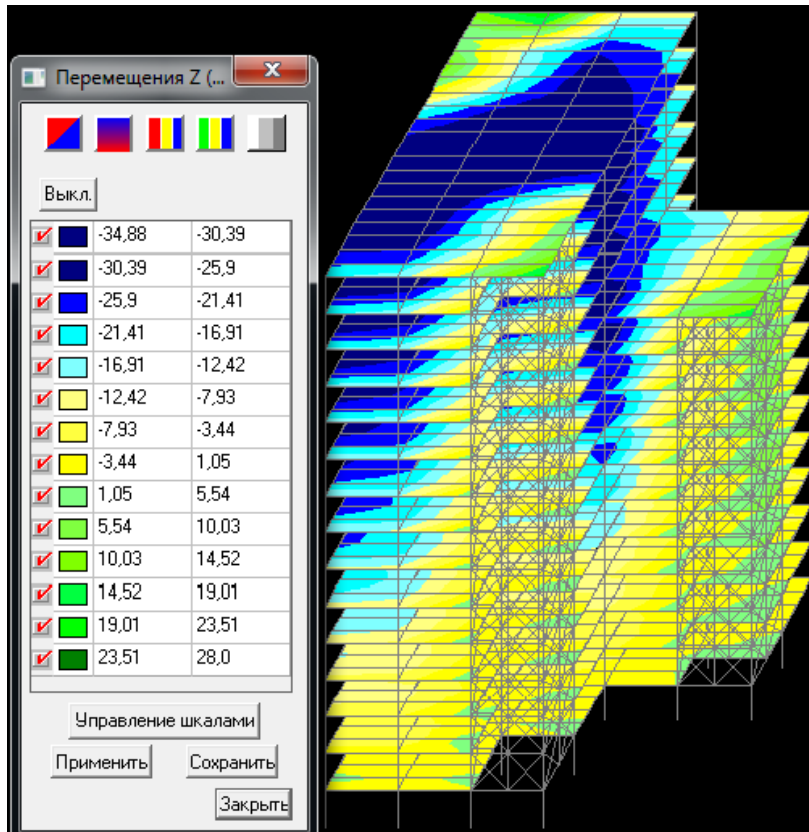 Перемещения Z (...
Выкл.
-34,88 -30,39
-30,39 -25,9
-25,9 -21,41
-21,41 -16,91
-16,91 -12,42
-12,42 -7,93
-7,93 -3,44
-3,44 1,05
1,05 5,54
5,54 10,03
10,03 14,52
14,52 19,01
19,01 23,51
23,51 28,0
Управление шкалами
Применить Сохранить
Закрыть